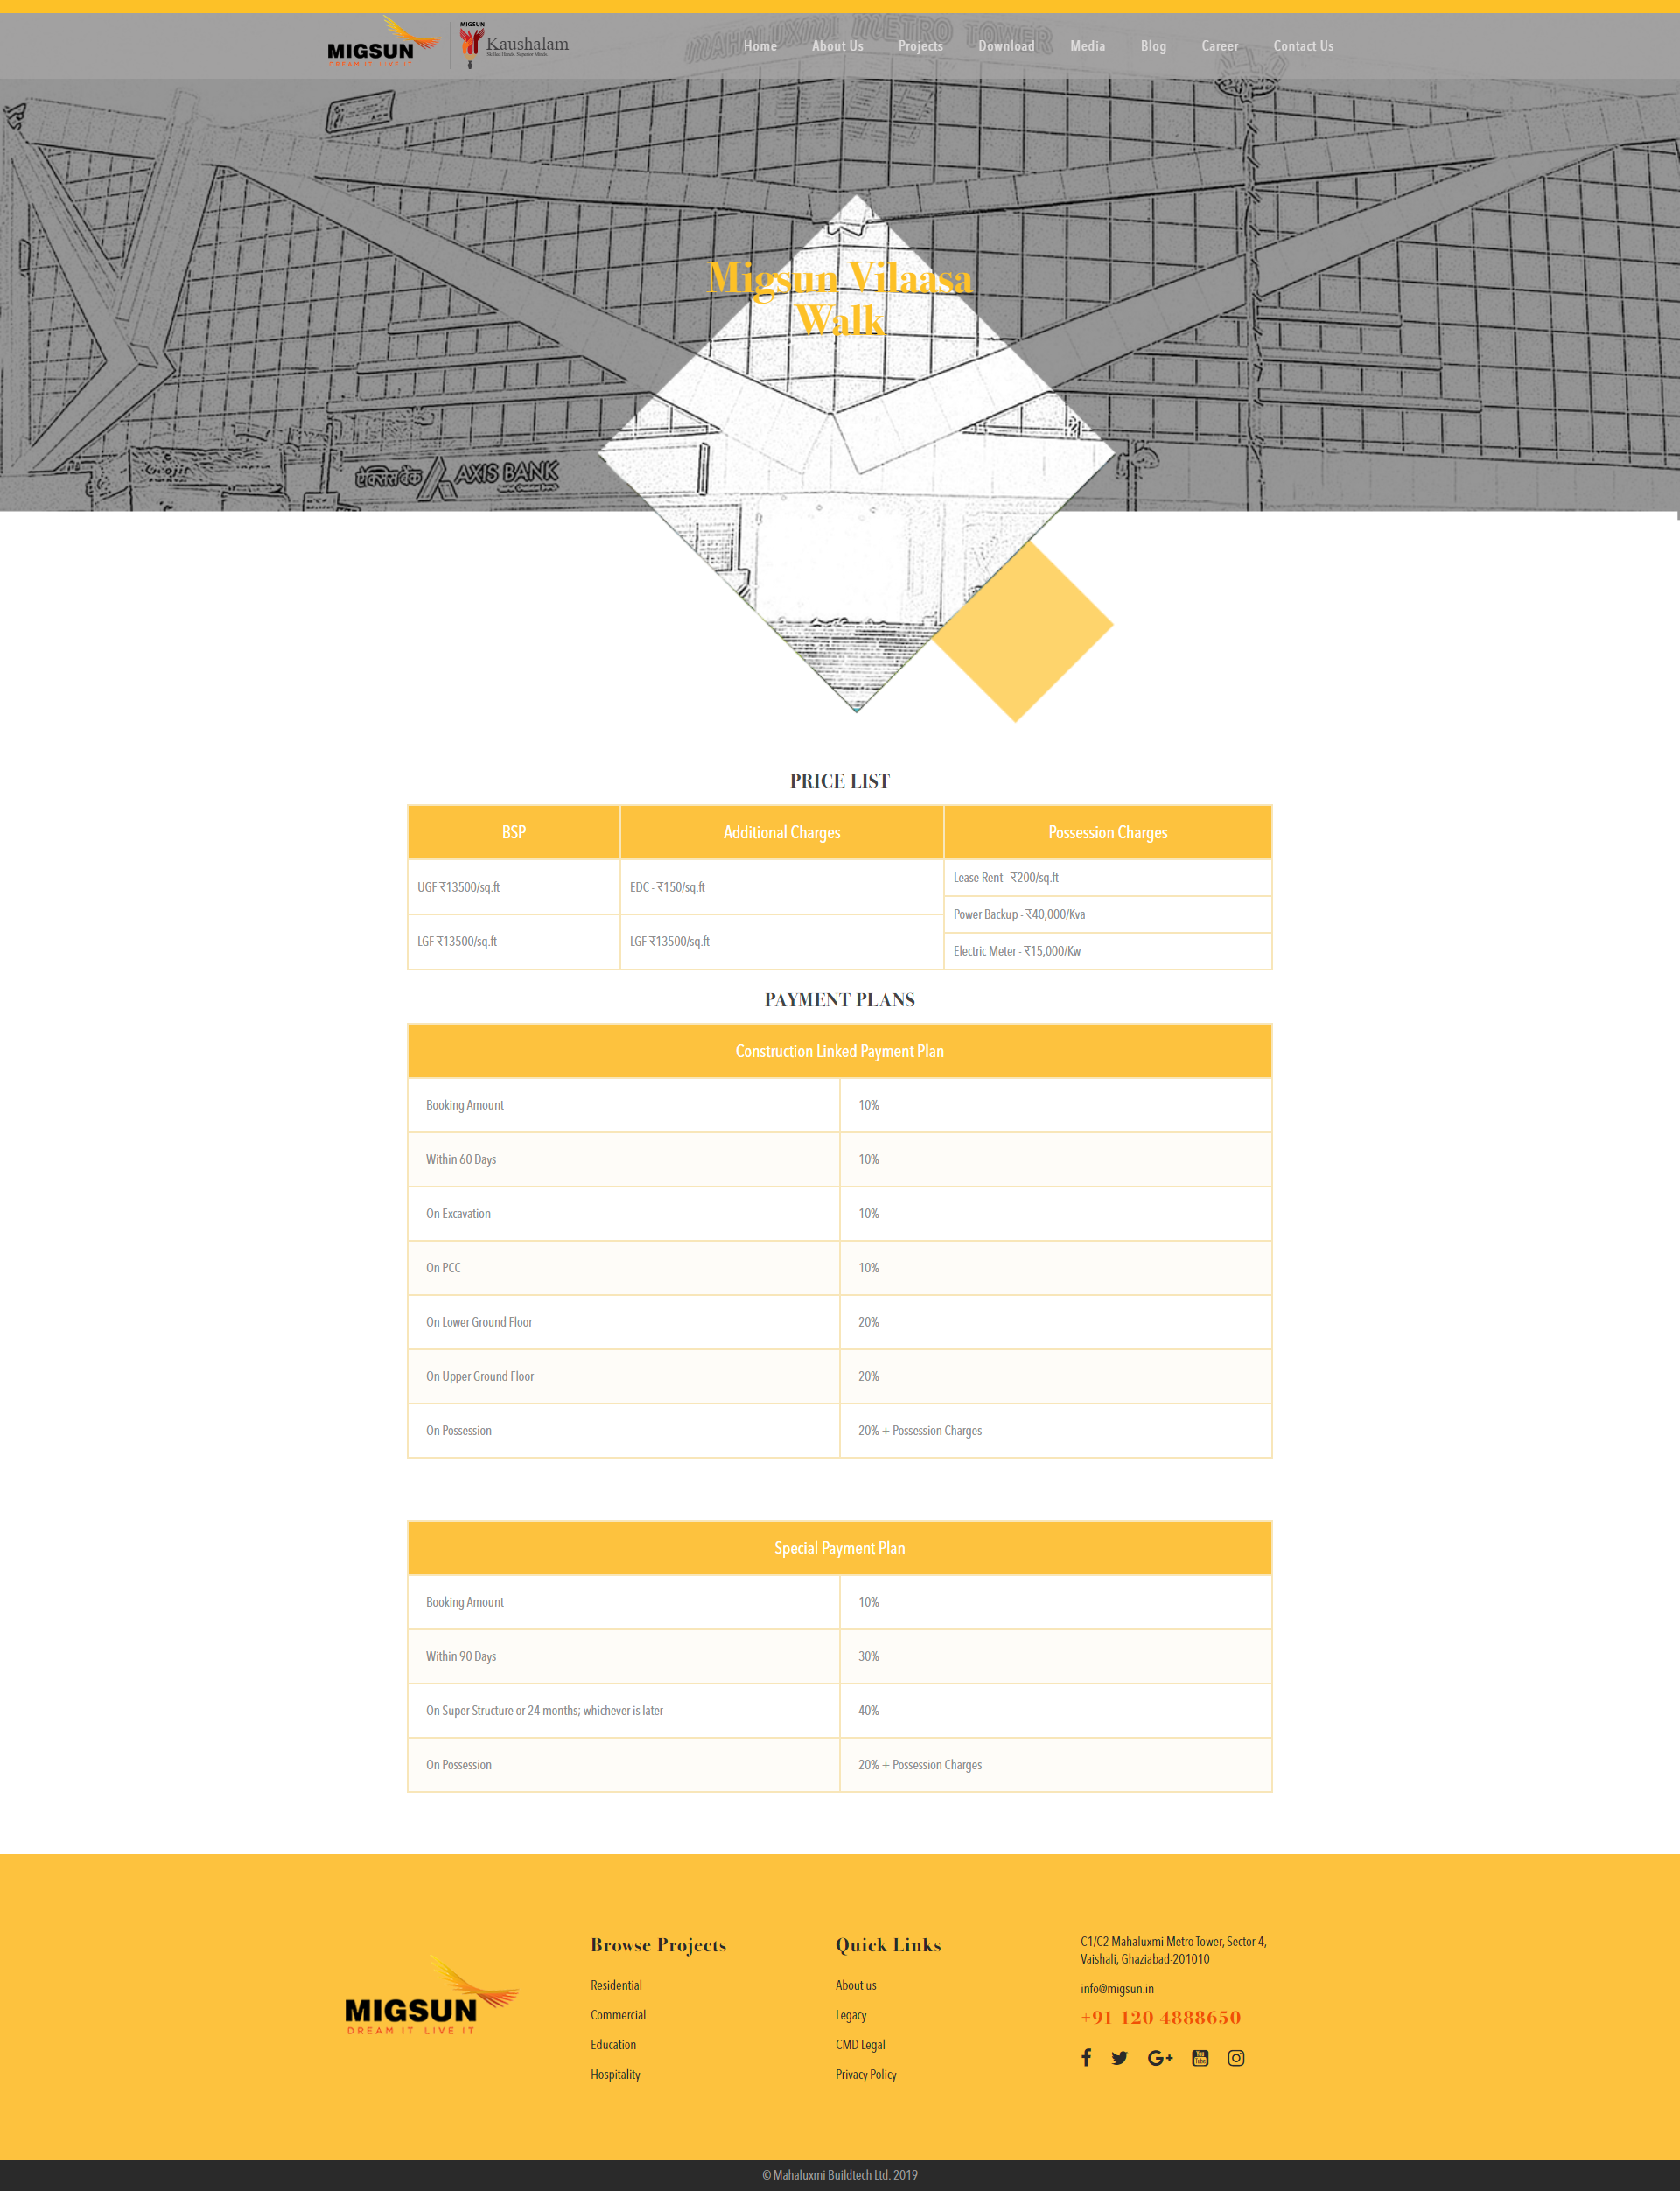 MIGSUN
DREAM IT LIVE IT
MIGSUN
Kaushalam
Skilled Hands. Superior Minds.
Home
About Us
Projects
Download
Media
Blog
Career
Contact Us
MAHALUXMI METRO TOWER
Migsun Vilaasa
Walk
Geojit
AXIS BANK
PRICE LIST
BSP
Additional Charges
Possession Charges
UGF ₹13500/sq.ft
EDC - ₹150/sq.ft
Lease Rent - ₹200/sq.ft
Power Backup - ₹40,000/Kva
LGF ₹13500/sq.ft
LGF ₹13500/sq.ft
Electric Meter - ₹15,000/Kw
PAYMENT PLANS
Construction Linked Payment Plan
Booking Amount
10%
Within 60 Days
10%
On Excavation
10%
On PCC
10%
On Lower Ground Floor
20%
On Upper Ground Floor
20%
On Possession
20% + Possession Charges
Special Payment Plan
Booking Amount
10%
Within 90 Days
30%
On Super Structure or 24 months; whichever is later
40%
On Possession
20% + Possession Charges
MIGSUN
DREAM IT LIVE IT
Browse Projects
Residential
Commercial
Education
Hospitality
Quick Links
About us
Legacy
CMD Legal
Privacy Policy
C1/C2 Mahaluxmi Metro Tower, Sector-4,
Vaishali, Ghaziabad-201010
info@migsun.in
+91 120 4888650
© Mahaluxmi Buildtech Ltd. 2019